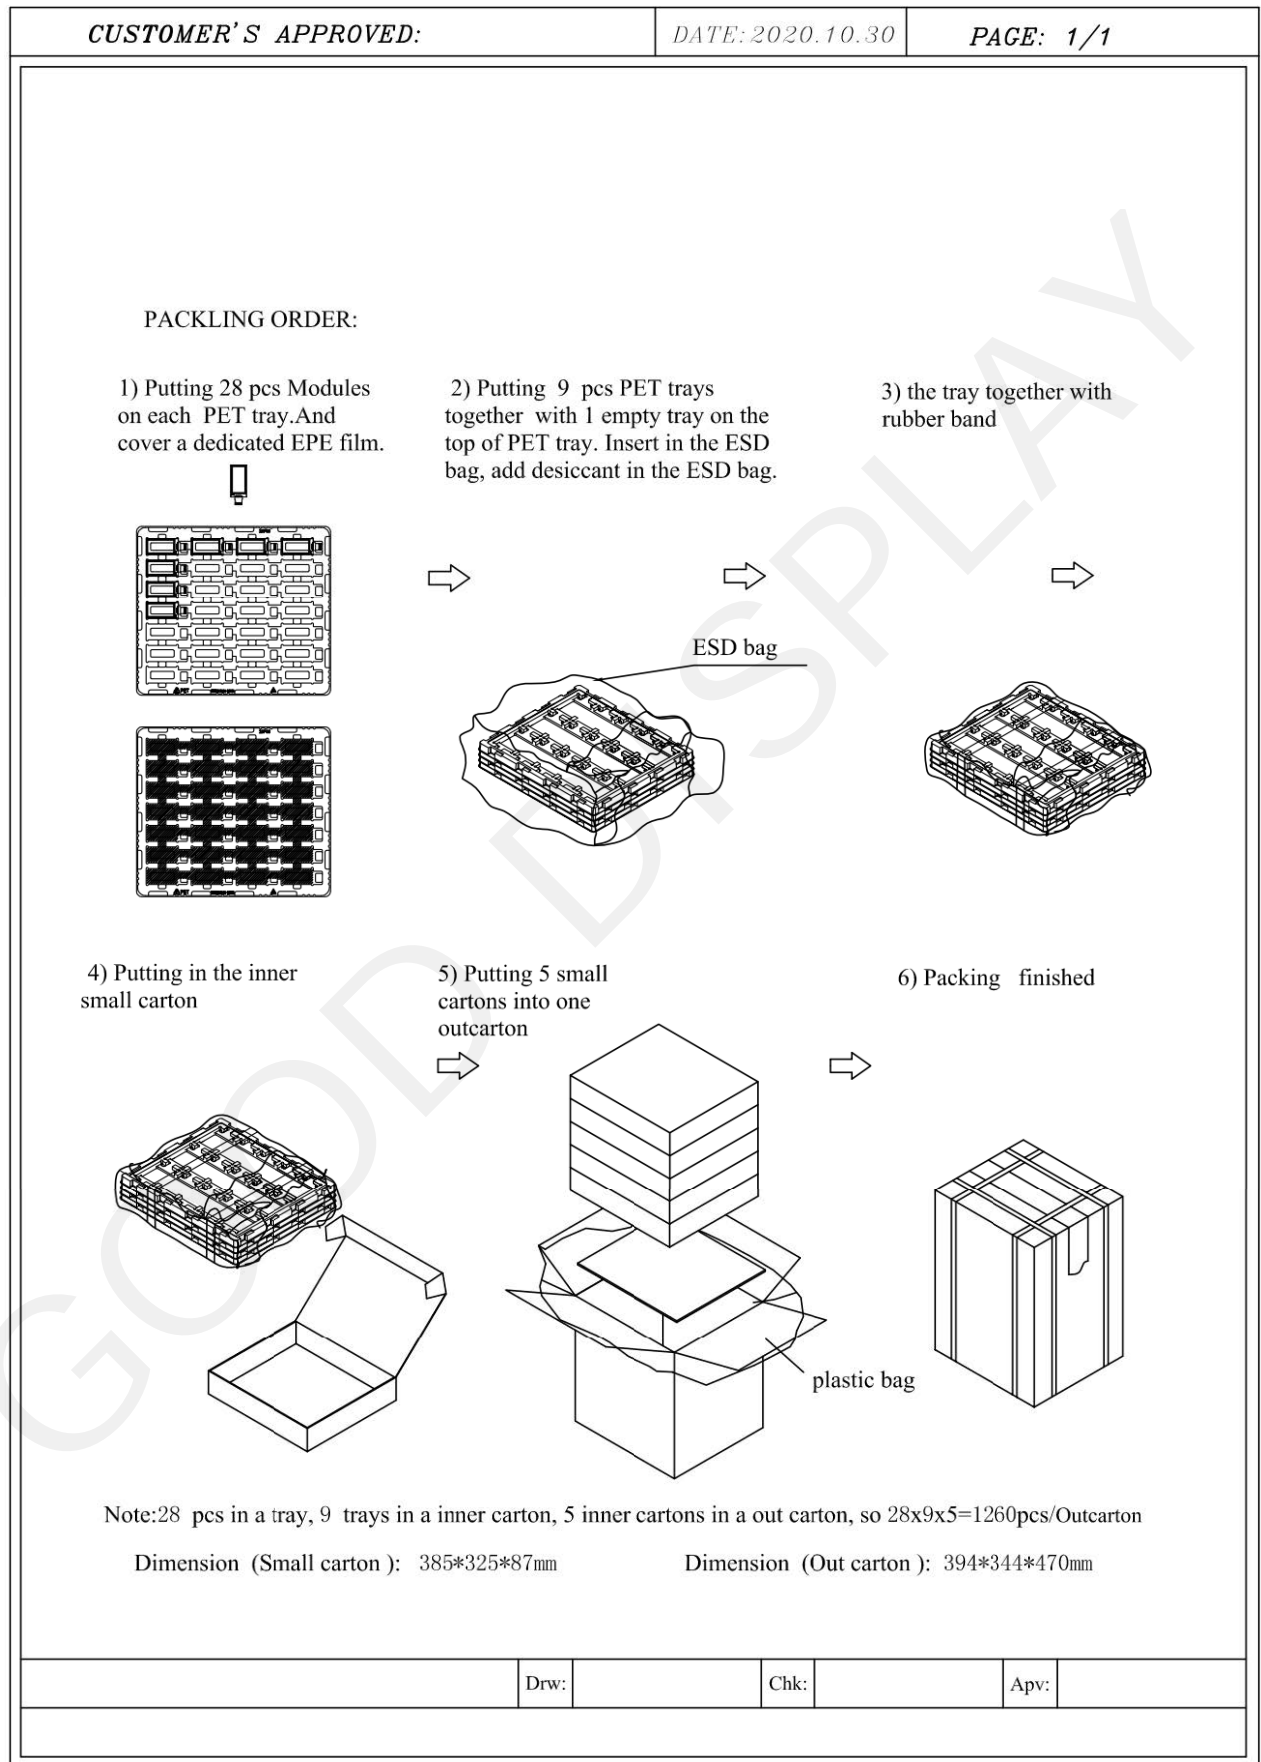 CUSTOMER'S APPROVED:
DATE:2020.10.30
PAGE: 1/1
PACKLING ORDER:
1) Putting 28 pcs Modules
on each PET tray.And
cover a dedicated EPE film.
2) Putting 9 pcs PET trays
together with 1 empty tray on the
top of PET tray. Insert in the ESD
bag, add desiccant in the ESD bag.
3) the tray together with
rubber band
ESD bag
4) Putting in the inner
small carton
5) Putting 5 small
cartons into one
outcarton
6) Packing finished
plastic bag
Note:28 pcs in a tray, 9 trays in a inner carton, 5 inner cartons in a out carton, so 28x9x5=1260pcs/Outcarton
Dimension (Small carton ): 385*325*87mm
Dimension (Out carton ): 394*344*470mm
Drw:
Chk:
Apv:
GOOD DISPLAY